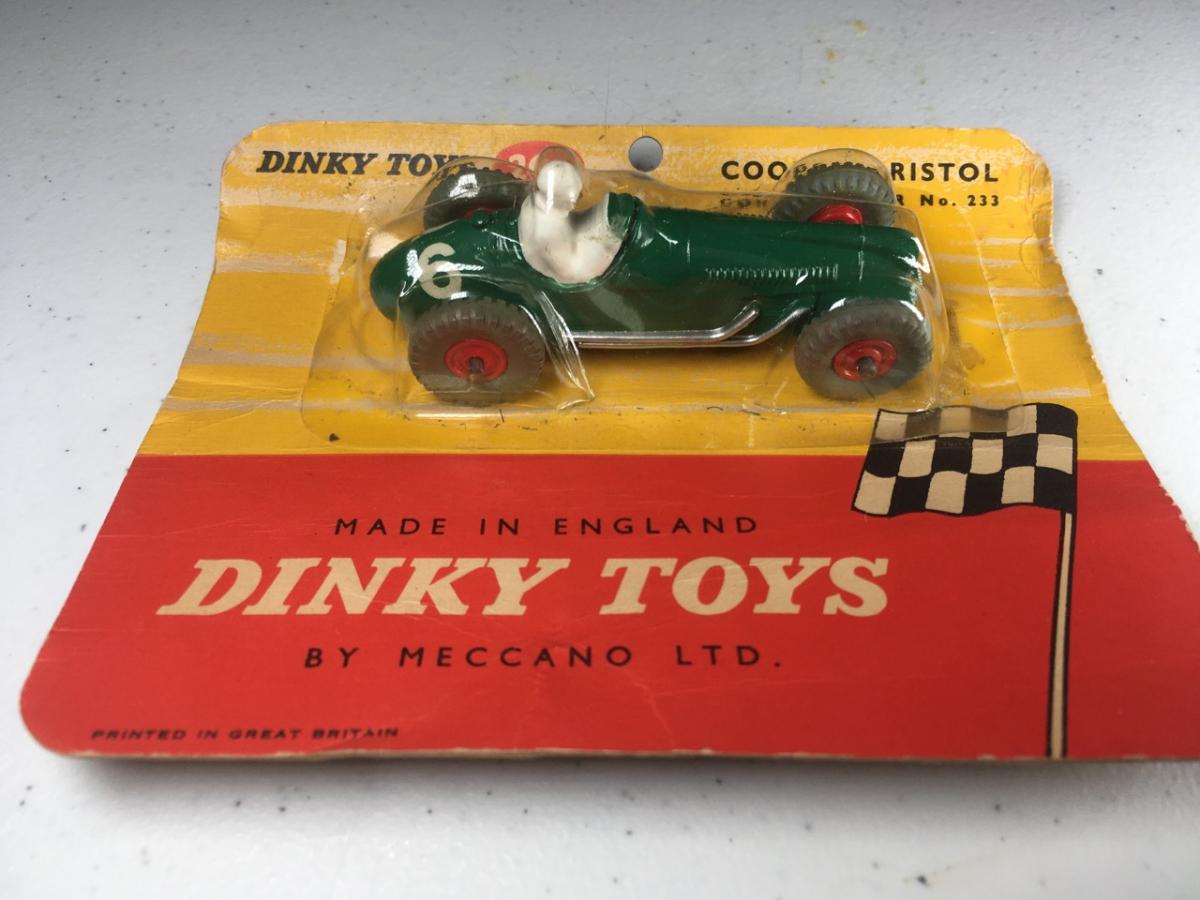 DINKY TOYS
COOPER-BRISTOL
No. 233
6
MADE IN ENGLAND
DINKY TOYS
BY MECCANO LTD.
PRINTED IN GREAT BRITAIN